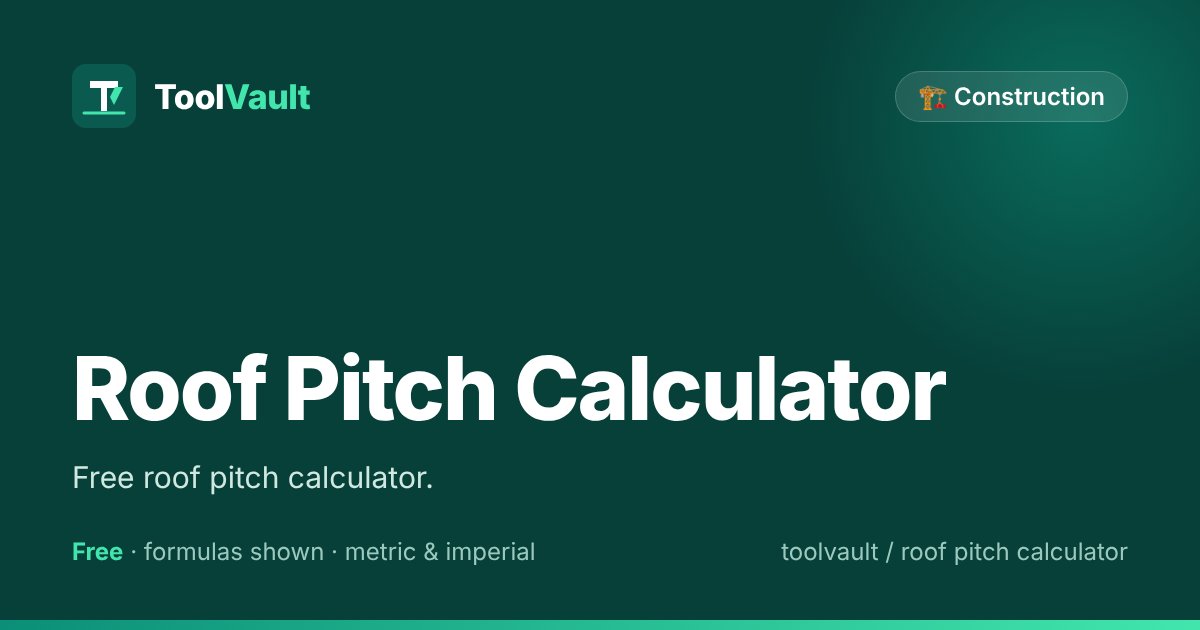 ToolVault
🏗️ Construction
Roof Pitch Calculator
Free roof pitch calculator.
Free · formulas shown · metric & imperial
toolvault / roof pitch calculator